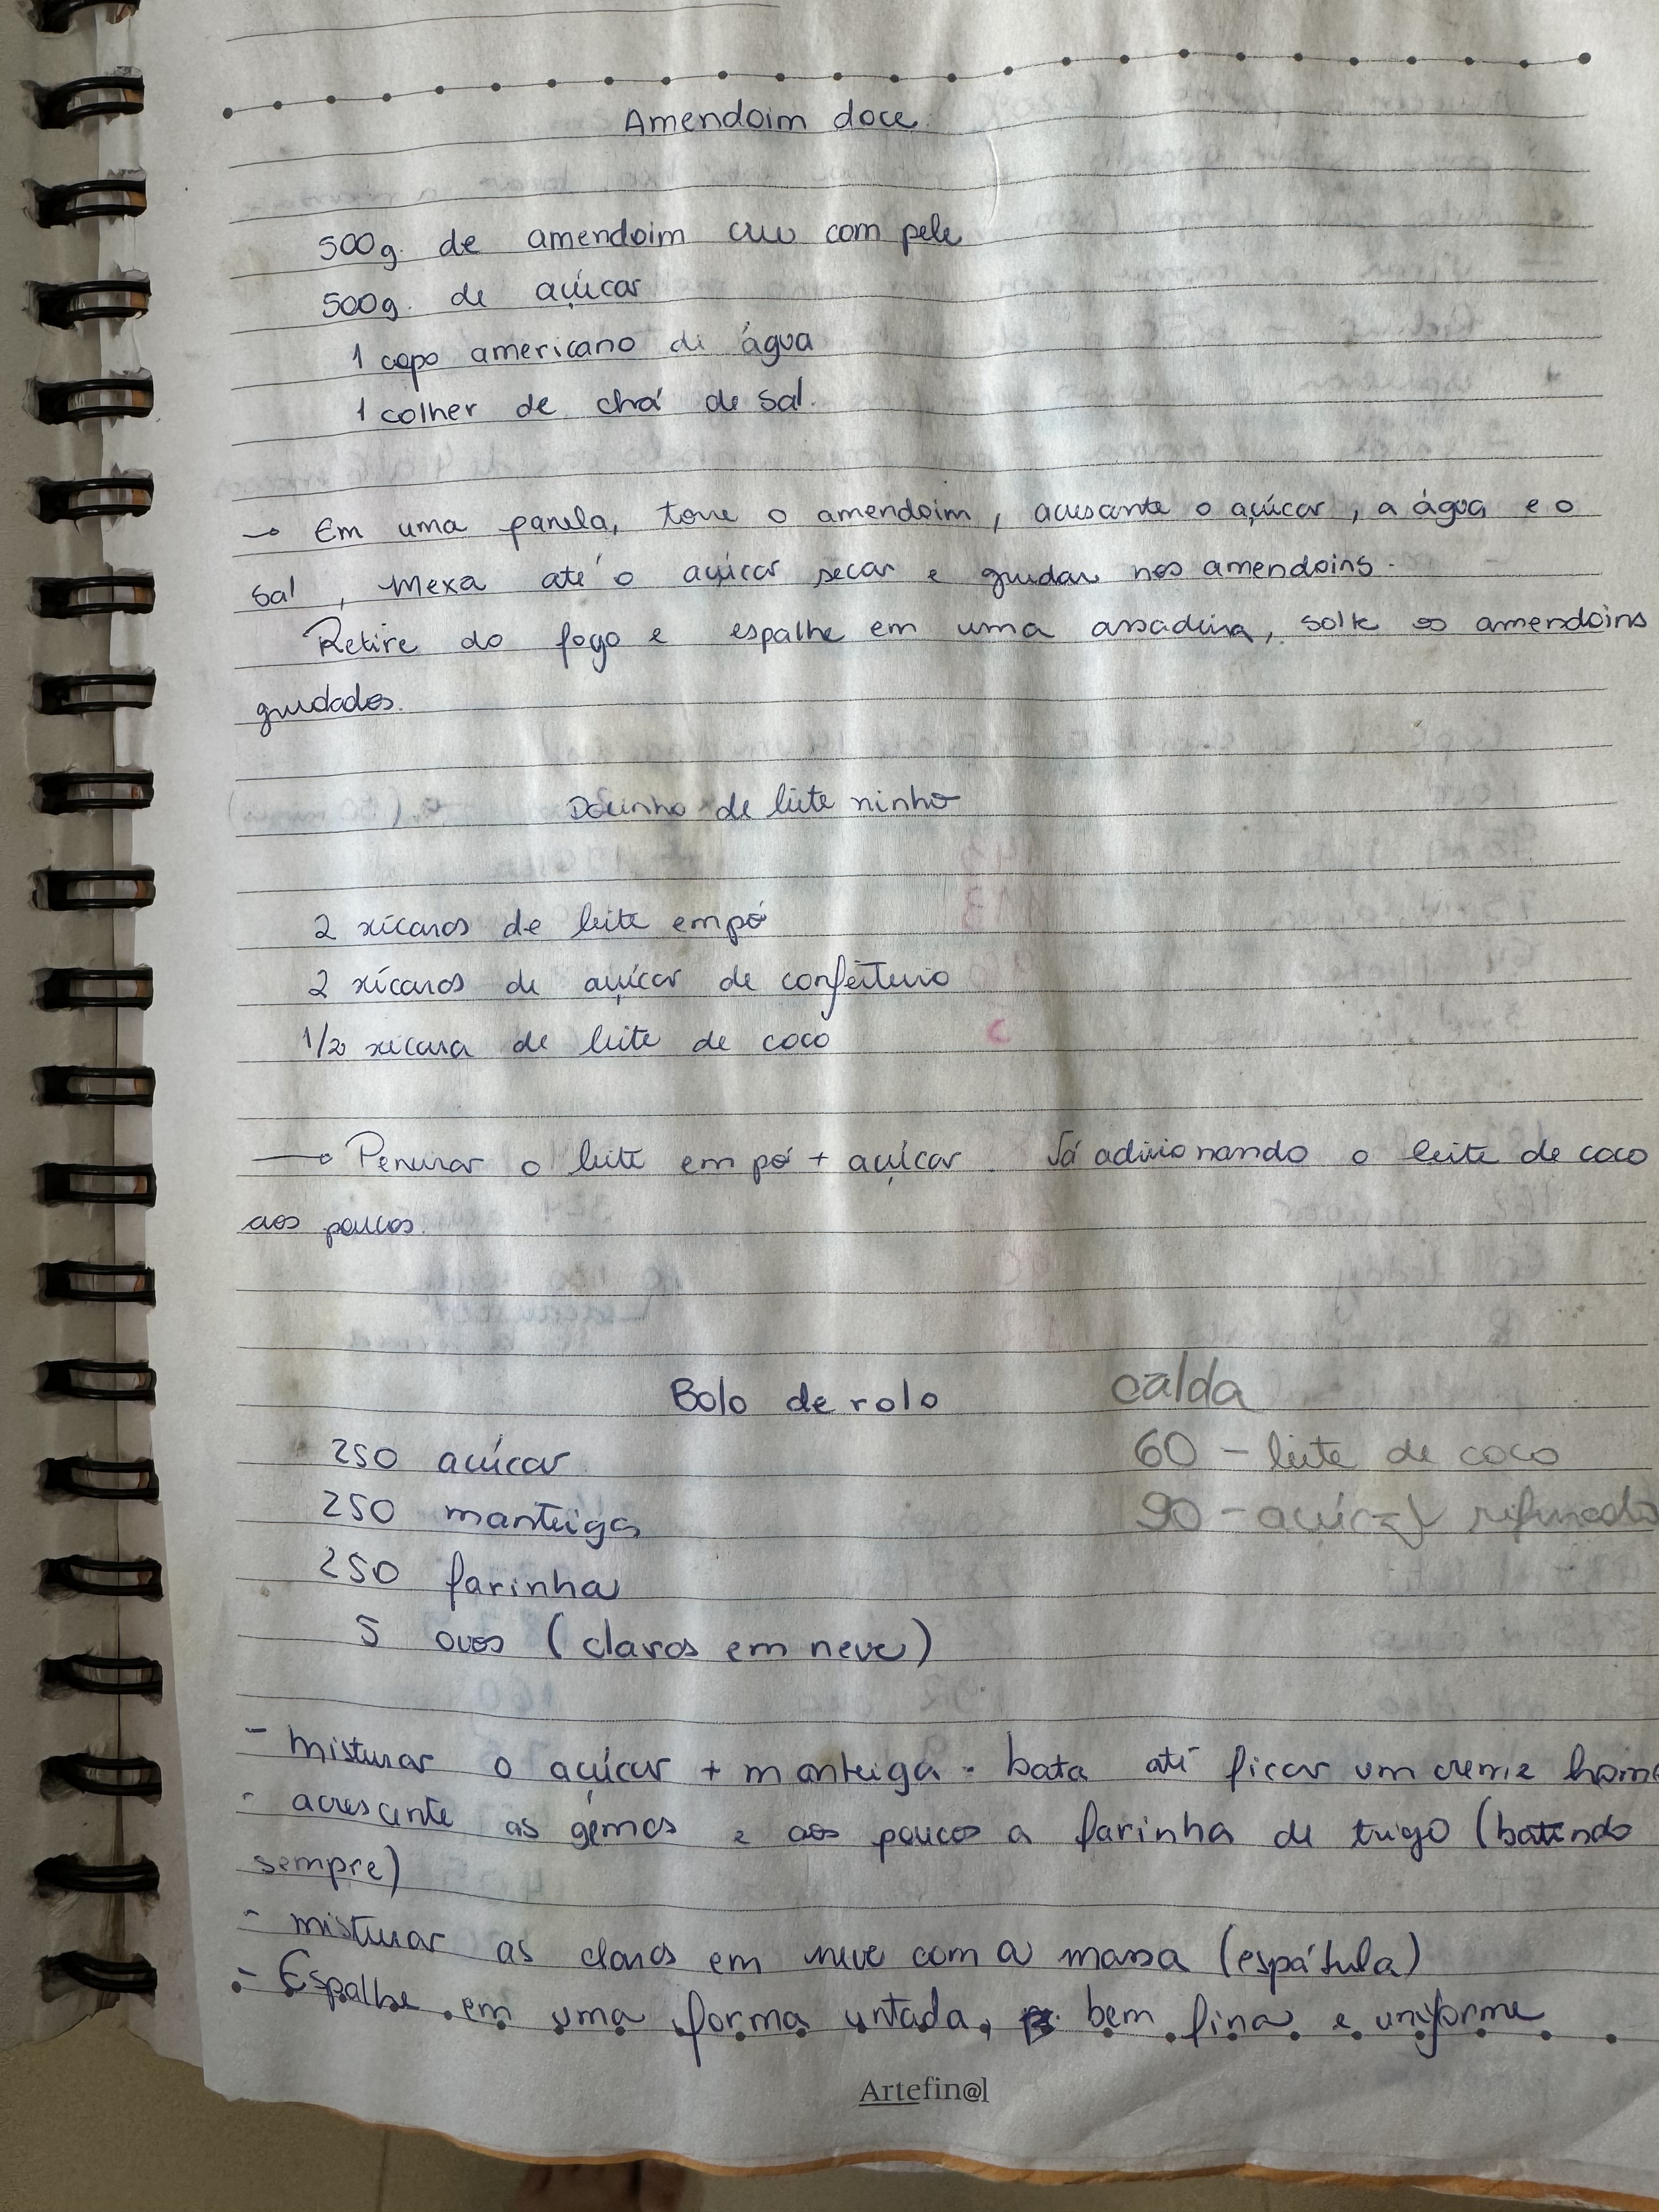 Amendoim doce.
500g. de amendoim cru com pele
500g. de açúcar
1 copo americano de água
1 colher de chá de sal.
→ Em uma panela, torre o amendoim, acrescente o açúcar, a água e o
sal, Mexa até o açúcar secar e grudar nos amendoins.
Retire do fogo e espalhe em uma assadeira, solte os amendoins
grudados.
Docinho de leite ninho
2 xícaras de leite em pó
2 xícaras de açúcar de confeiteiro
1/2 xícara de leite de coco
→ Peneirar o leite em pó + açúcar. Vá adicionando o leite de coco
aos poucos.
Bolo de rolo
250 açúcar
250 manteiga
250 farinha
5 ovos (claras em neve)
calda
60 - leite de coco
90 - açúcar refinado
- misturar o açúcar + manteiga. bata até ficar um creme homo
- acrescente as gemas e aos poucos a farinha de trigo (batendo
sempre)
- misturar as claras em neve com a massa (espátula)
- Espalhe em uma forma untada, bem fina e uniforme
Artefin@l